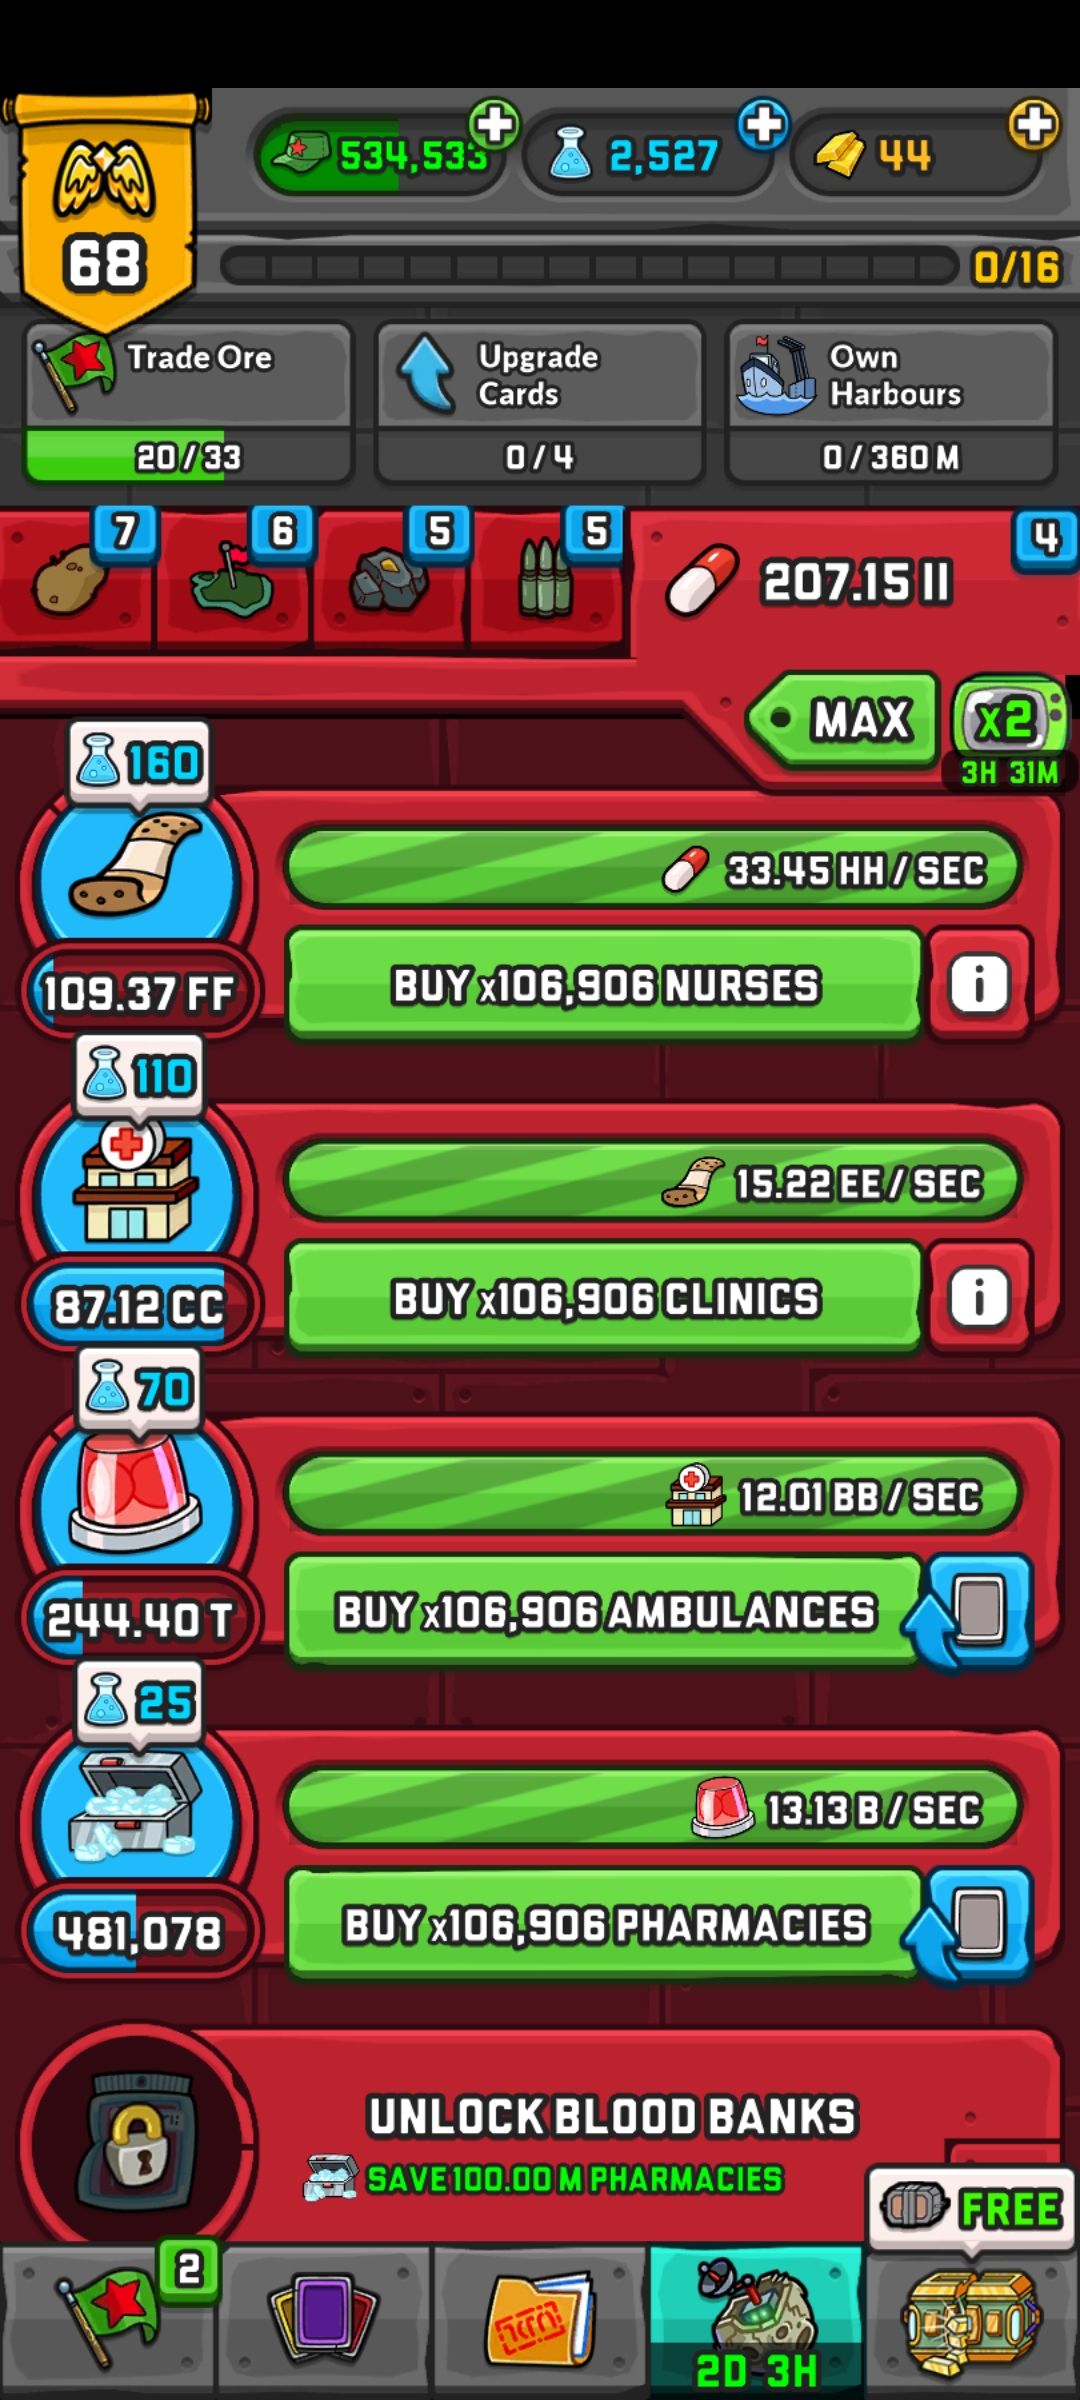 534,533
2,527
44
68
0/16
Trade Ore
20/33
Upgrade
Cards
0/4
Own
Harbours
0/360 M
7
6
5
5
4
207.15 II
MAX
x2
3H 31M
160
33.45 HH / SEC
109.37 FF
BUY x106,906 NURSES
i
110
15.22 EE / SEC
87.12 CC
BUY x106,906 CLINICS
i
70
12.01 BB / SEC
244.40 T
BUY x106,906 AMBULANCES
25
13.13 B / SEC
481,078
BUY x106,906 PHARMACIES
UNLOCK BLOOD BANKS
SAVE 100.00 M PHARMACIES
FREE
2
2D 3H